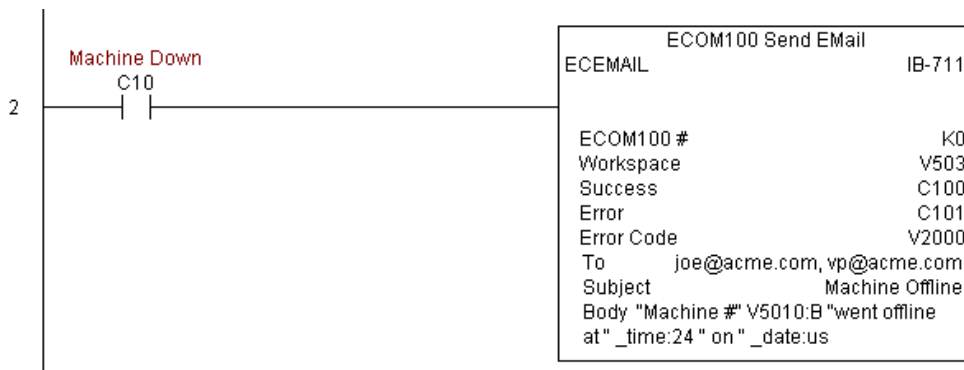 ECOM100 Send EMail
Machine Down
ECEMAIL IB-711
C10
2
ECOM100 # K0
Workspace V503
Success C100
Error C101
Error Code V2000
To joe@acme.com, vp@acme.com
Subject Machine Offline
Body "Machine #" V5010:B "went offline
at " _time:24 " on " _date:us